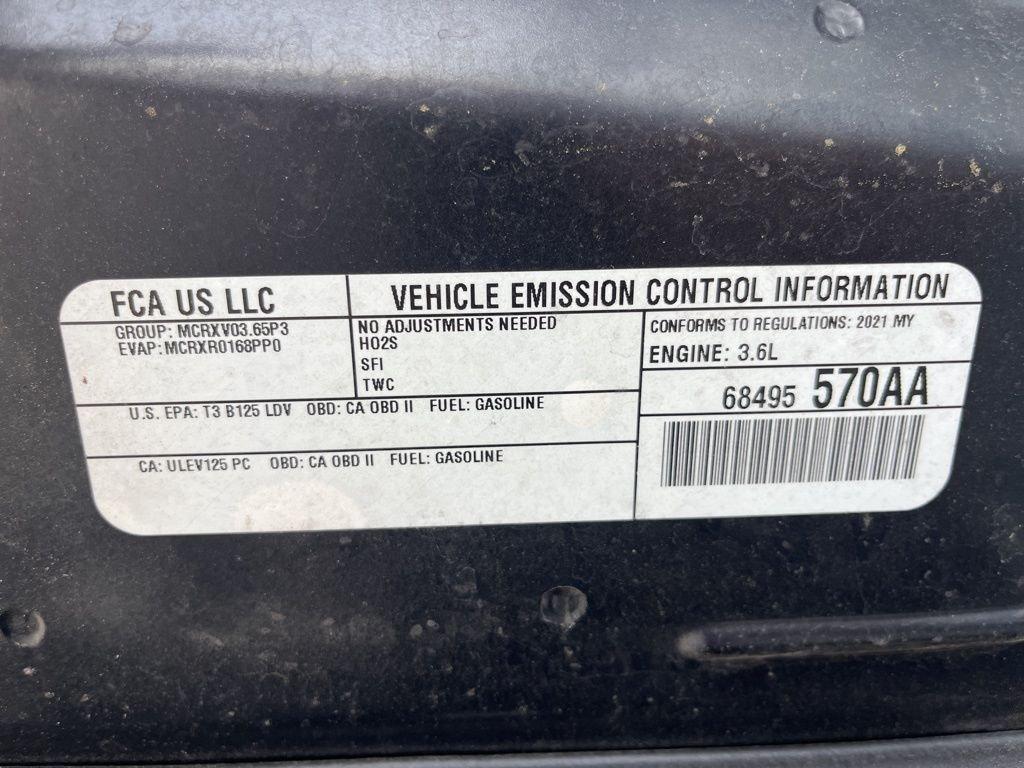 FCA US LLC
VEHICLE EMISSION CONTROL INFORMATION
GROUP: MCRXV03.65P3
EVAP: MCRXR0168PP0
NO ADJUSTMENTS NEEDED
HO2S
SFI
TWC
CONFORMS TO REGULATIONS: 2021 MY
ENGINE: 3.6L
68495 570AA
U.S. EPA: T3 B125 LDV OBD: CA OBD II FUEL: GASOLINE
CA: ULEV125 PC OBD: CA OBD II FUEL: GASOLINE